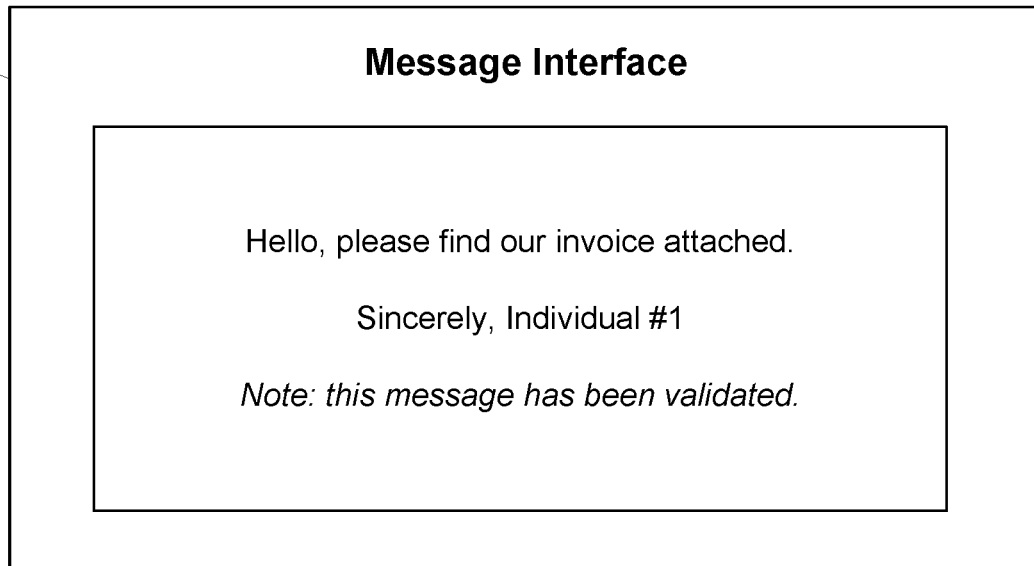 Message Interface
Hello, please find our invoice attached.
Sincerely, Individual #1
Note: this message has been validated.